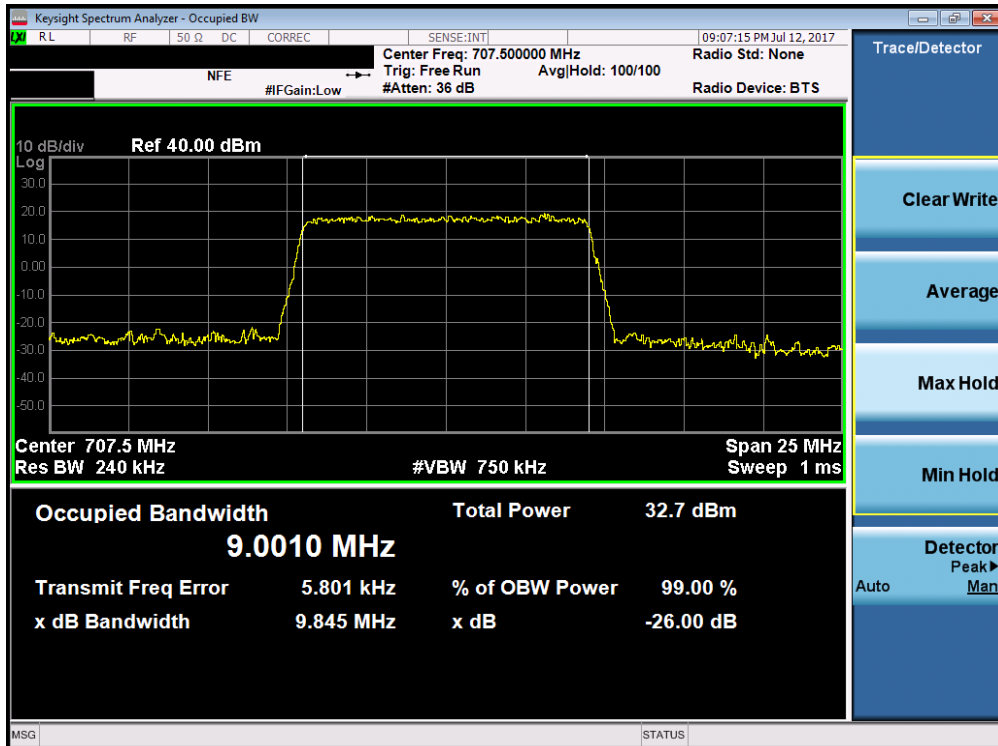 Keysight Spectrum Analyzer - Occupied BW
LXI RL RF 50 Ω DC CORREC SENSE:INT 09:07:15 PM Jul 12, 2017
Center Freq: 707.500000 MHz Radio Std: None
NFE Trig: Free Run Avg|Hold: 100/100
#IFGain:Low #Atten: 36 dB Radio Device: BTS
10 dB/div Ref 40.00 dBm
Log
30.0
20.0
10.0
0.00
-10.0
-20.0
-30.0
-40.0
-50.0
Center 707.5 MHz Span 25 MHz
Res BW 240 kHz #VBW 750 kHz Sweep 1 ms
Occupied Bandwidth Total Power 32.7 dBm
9.0010 MHz
Transmit Freq Error 5.801 kHz % of OBW Power 99.00 %
x dB Bandwidth 9.845 MHz x dB -26.00 dB
MSG STATUS
Trace/Detector
Clear Write
Average
Max Hold
Min Hold
Detector
Peak▶
Auto Man